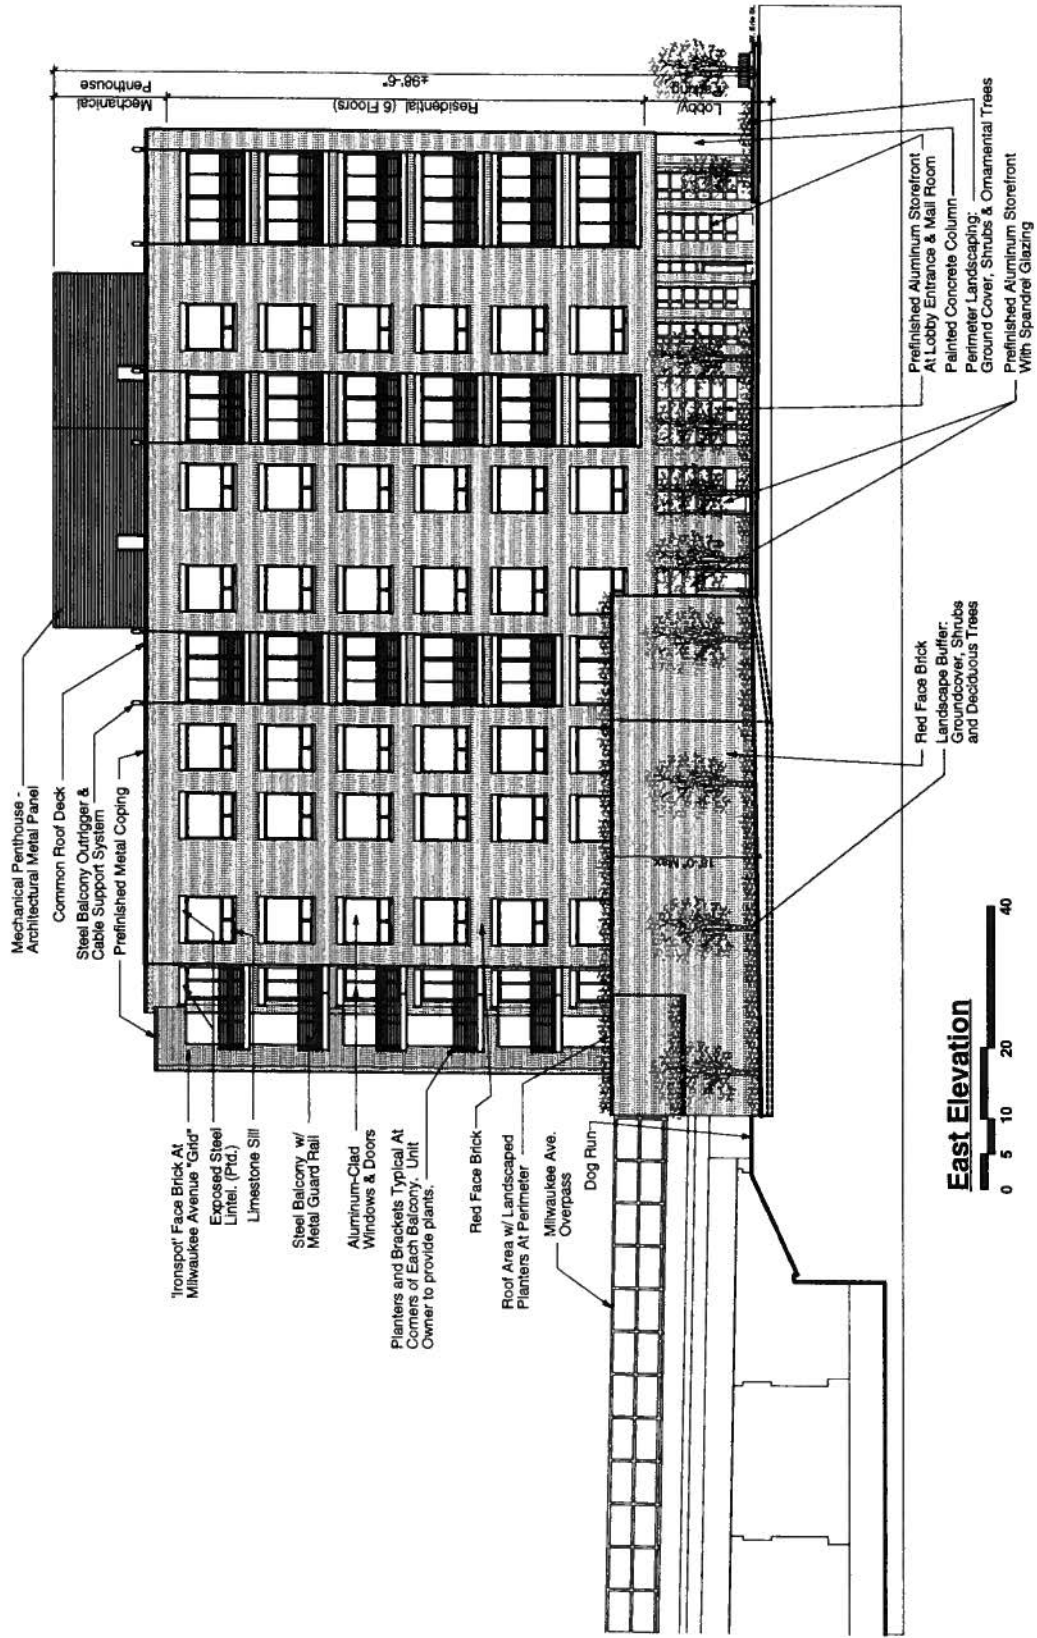 Mechanical Penthouse -
Architectural Metal Panel
Common Roof Deck
Steel Balcony Outrigger &
Cable Support System
Prefinished Metal Coping
'Ironspot' Face Brick At
Milwaukee Avenue "Grid"
Exposed Steel
Lintel. (Ptd.)
Limestone Sill
Steel Balcony w/
Metal Guard Rail
Aluminum-Clad
Windows & Doors
Planters and Brackets Typical At
Corners of Each Balcony. Unit
Owner to provide plants.
Red Face Brick
Roof Area w/ Landscaped
Planters At Perimeter
Milwaukee Ave.
Overpass
Dog Run
Mechanical
Penthouse
Residential (6 Floors)
±98'-6"
Lobby/
Parking
W. Erie St.
Prefinished Aluminum Storefront
At Lobby Entrance & Mail Room
Painted Concrete Column
Perimeter Landscaping:
Ground Cover, Shrubs & Ornamental Trees
Prefinished Aluminum Storefront
With Spandrel Glazing
Red Face Brick
Landscape Buffer:
Groundcover, Shrubs
and Deciduous Trees
Max
East Elevation
0 5 10 20 40